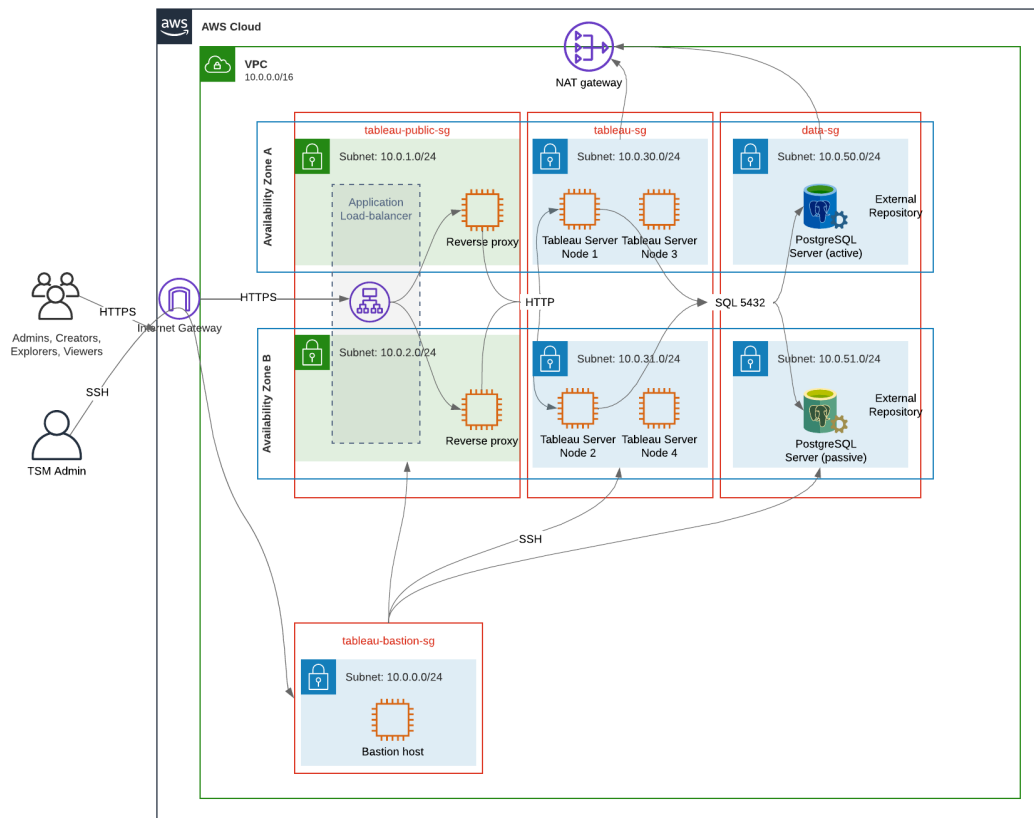 aws
AWS Cloud
VPC
10.0.0.0/16
NAT gateway
tableau-public-sg
tableau-sg
data-sg
Availability Zone A
Subnet: 10.0.1.0/24
Subnet: 10.0.30.0/24
Subnet: 10.0.50.0/24
Application
Load-balancer
Reverse proxy
Tableau Server
Node 1
Tableau Server
Node 3
External
Repository
PostgreSQL
Server (active)
HTTPS
HTTPS
HTTP
SQL 5432
Internet Gateway
Admins, Creators,
Explorers, Viewers
SSH
TSM Admin
Availability Zone B
Subnet: 10.0.2.0/24
Subnet: 10.0.31.0/24
Subnet: 10.0.51.0/24
Reverse proxy
Tableau Server
Node 2
Tableau Server
Node 4
External
Repository
PostgreSQL
Server (passive)
SSH
tableau-bastion-sg
Subnet: 10.0.0.0/24
Bastion host